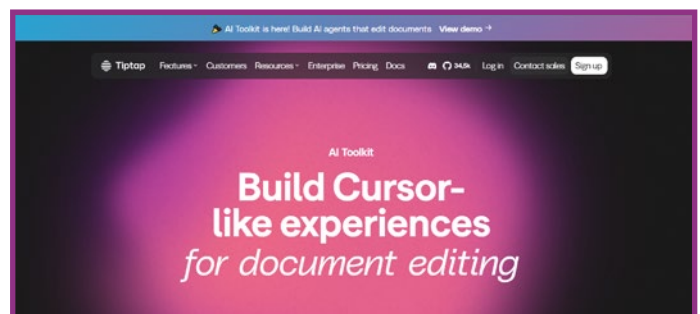 AI Toolkit is here! Build AI agents that edit documents View demo →
Tiptap Features Customers Resources Enterprise Pricing Docs 34.5k Log in Contact sales Sign up
AI Toolkit
Build Cursor-
like experiences
for document editing